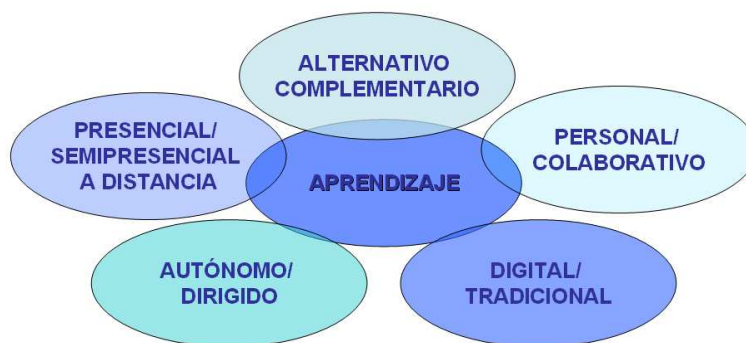 ALTERNATIVO
COMPLEMENTARIO
PRESENCIAL/
SEMIPRESENCIAL
A DISTANCIA
PERSONAL/
COLABORATIVO
APRENDIZAJE
AUTÓNOMO/
DIRIGIDO
DIGITAL/
TRADICIONAL